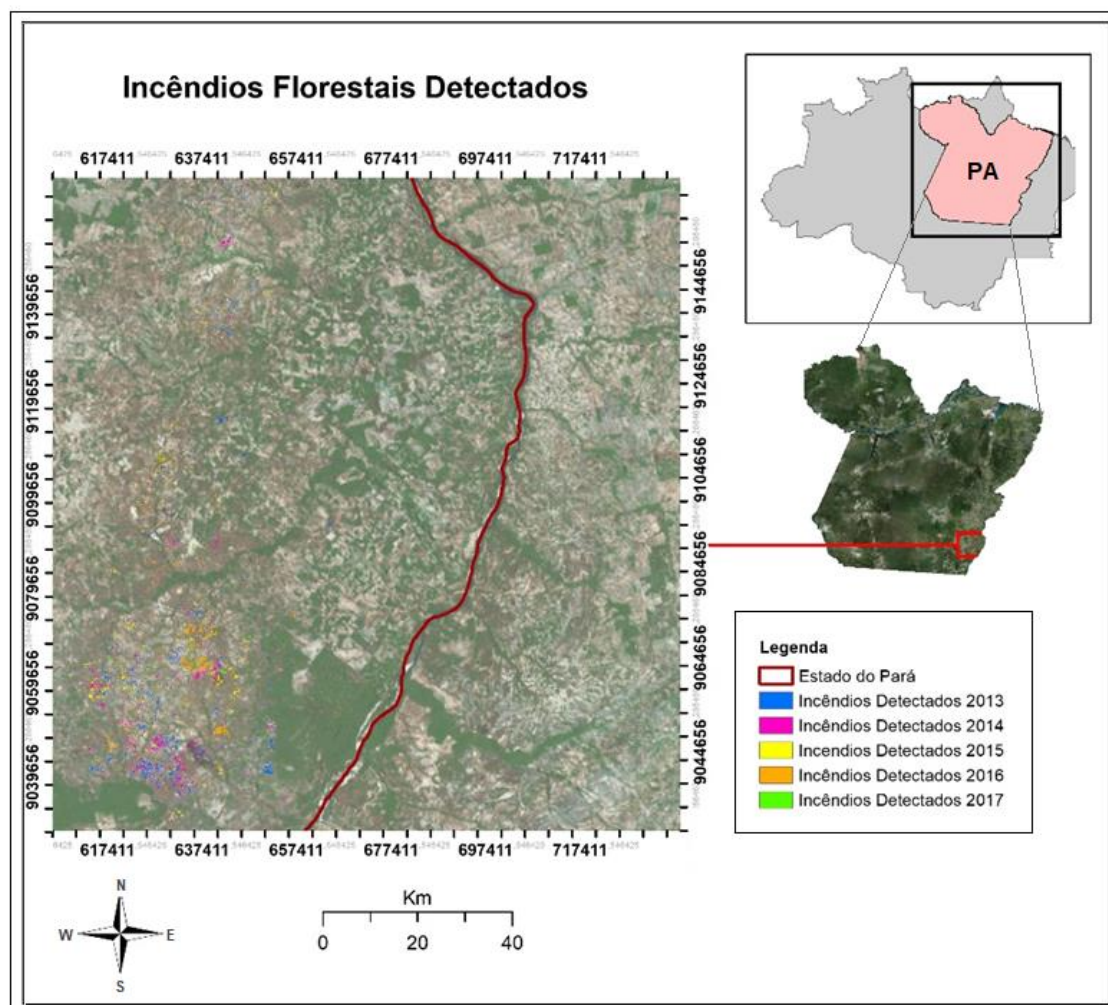 Incêndios Florestais Detectados
617411 637411 657411 677411 697411 717411
9139656
9119656
9099656
9079656
9059656
9039656
9144656
9124656
9104656
9084656
9064656
9044656
617411 637411 657411 677411 697411 717411
PA
Legenda
Estado do Pará
Incêndios Detectados 2013
Incêndios Detectados 2014
Incendios Detectados 2015
Incêndios Detectados 2016
Incêndios Detectados 2017
N
W E
S
Km
0 20 40